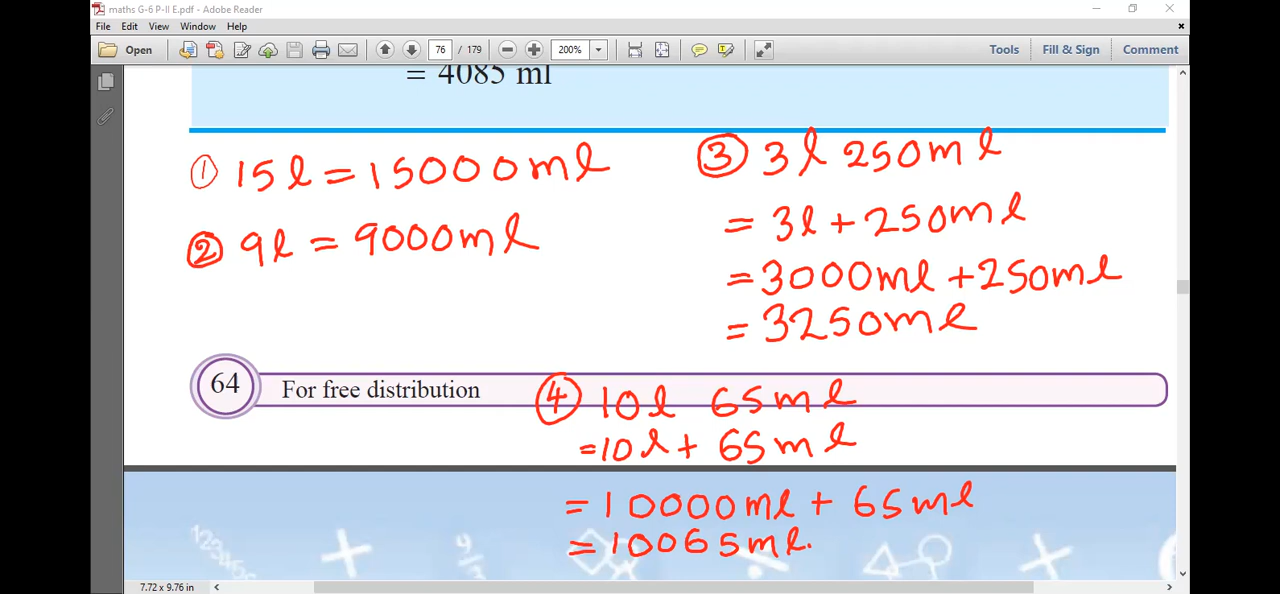 maths G-6 P-II E.pdf - Adobe Reader
File Edit View Window Help
Open 76 / 179 200% Tools Fill & Sign Comment
= 4085 ml
① 15l = 15000ml
② 9l = 9000ml
③ 3l 250ml
= 3l + 250ml
= 3000ml + 250ml
= 3250ml
64 For free distribution
④ 10l 65ml
= 10l + 65ml
= 10000ml + 65ml
= 10065ml.
7.72 x 9.76 in